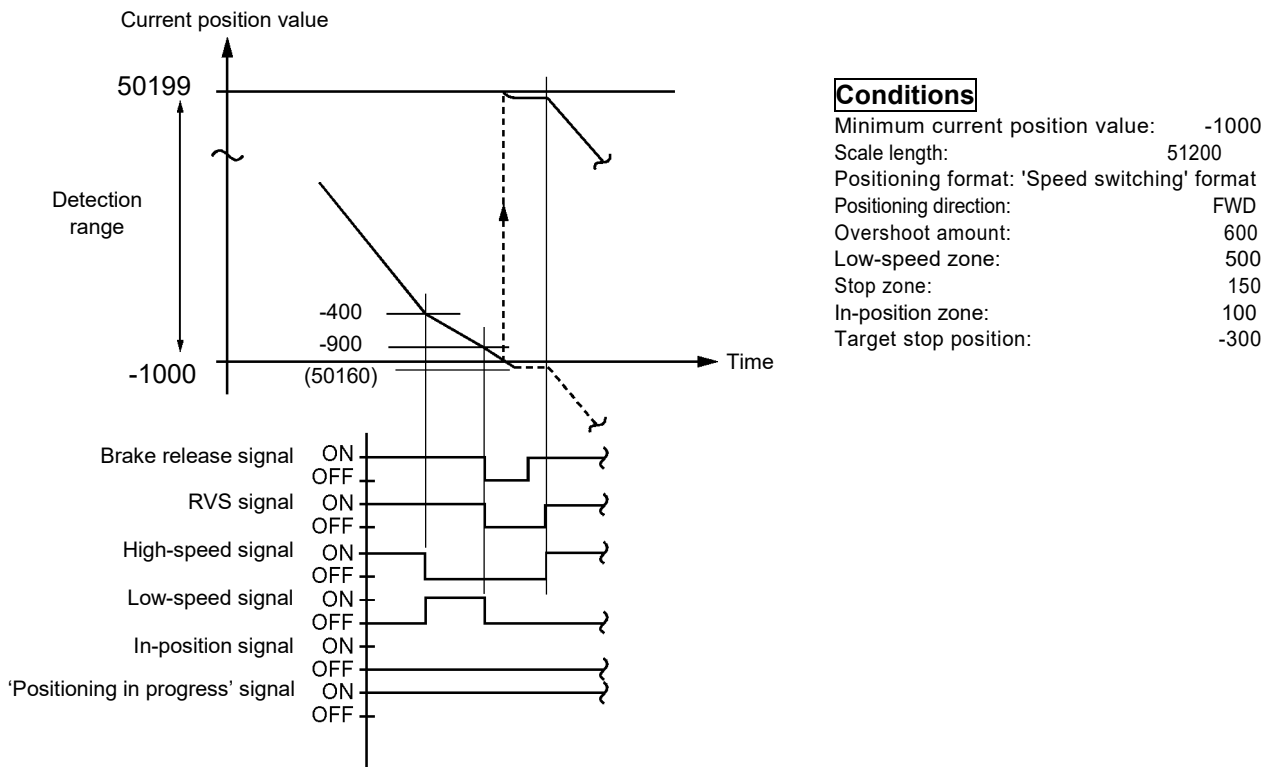 Current position value
50199
Detection
range
-400
-900
-1000
(50160)
Time
Conditions
Minimum current position value: -1000
Scale length: 51200
Positioning format: 'Speed switching' format
Positioning direction: FWD
Overshoot amount: 600
Low-speed zone: 500
Stop zone: 150
In-position zone: 100
Target stop position: -300
Brake release signal ON
OFF
RVS signal ON
OFF
High-speed signal ON
OFF
Low-speed signal ON
OFF
In-position signal ON
OFF
‘Positioning in progress’ signal ON
OFF